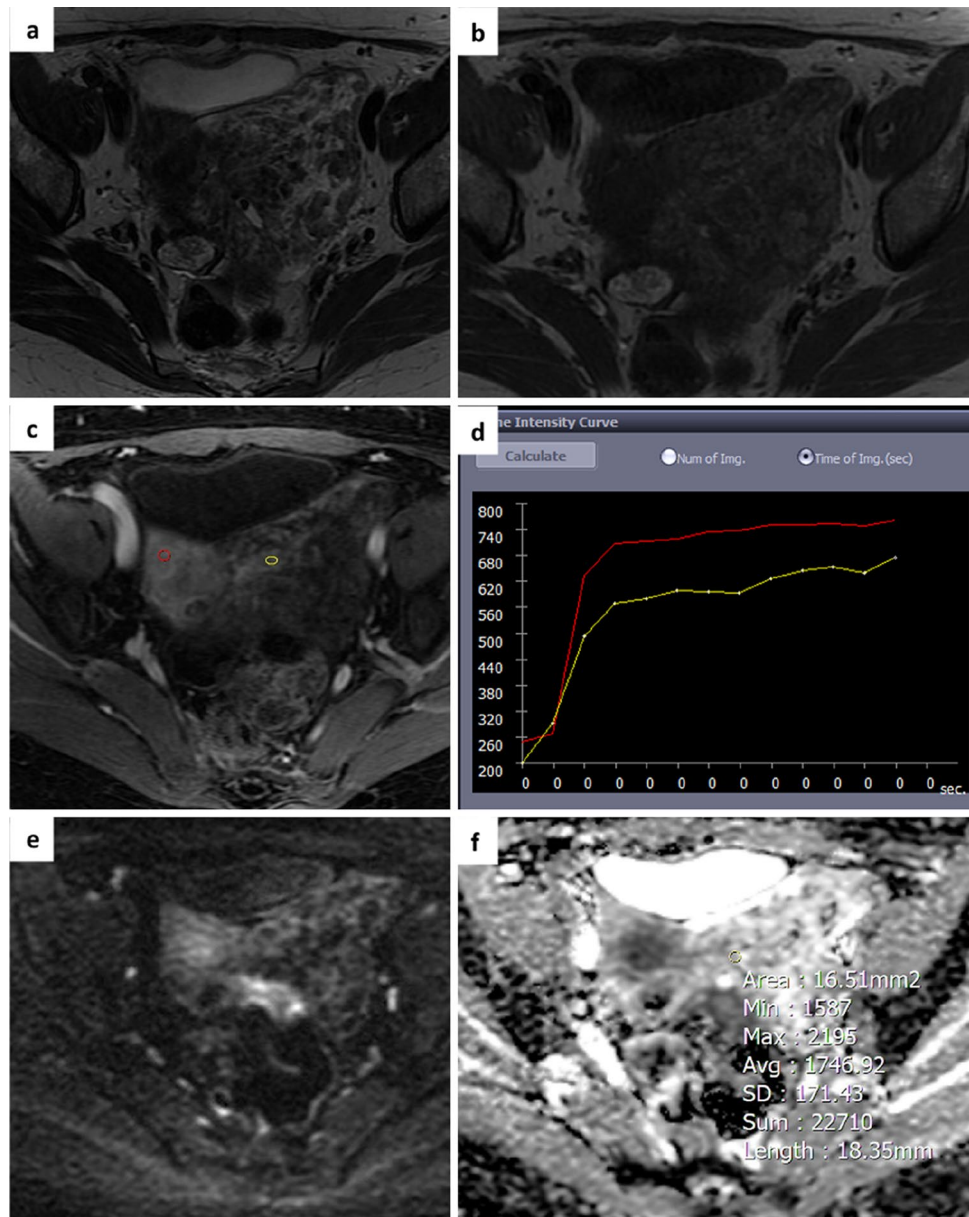 a
b
c
d
ne Intensity Curve
Calculate
Num of Img.
Time of Img.(sec)
800
740
680
620
560
500
440
380
320
260
200
0 0 0 0 0 0 0 0 0 0 0 0 0 0 sec.
e
f
Area : 16.51mm2
Min : 1587
Max : 2195
Avg : 1746.92
SD : 171.43
Sum : 22710
Length : 18.35mm